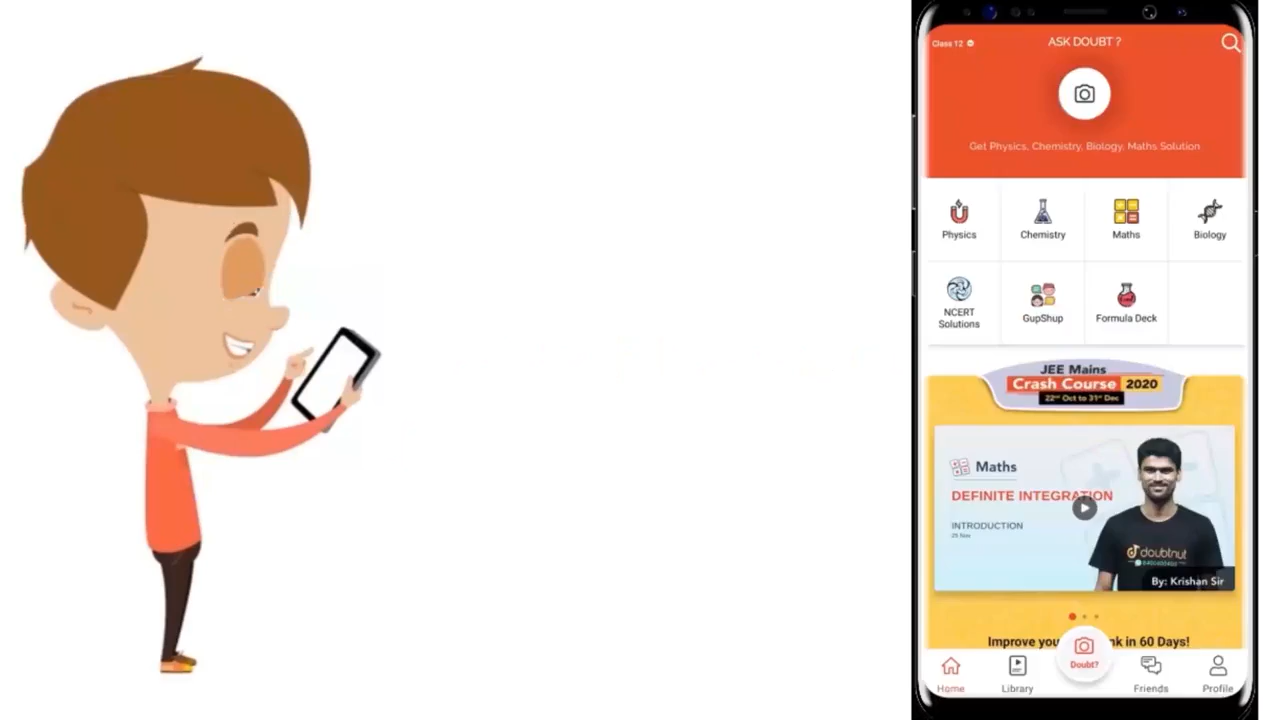 Class 12
ASK DOUBT ?
Get Physics, Chemistry, Biology, Maths Solution
Physics
Chemistry
Maths
Biology
NCERT
Solutions
GupShup
Formula Deck
JEE Mains
Crash Course 2020
22nd Oct to 31st Dec
Maths
DEFINITE INTEGRATION
INTRODUCTION
doubtnut
By: Krishan Sir
Improve you nk in 60 Days!
Doubt?
Home
Library
Friends
Profile